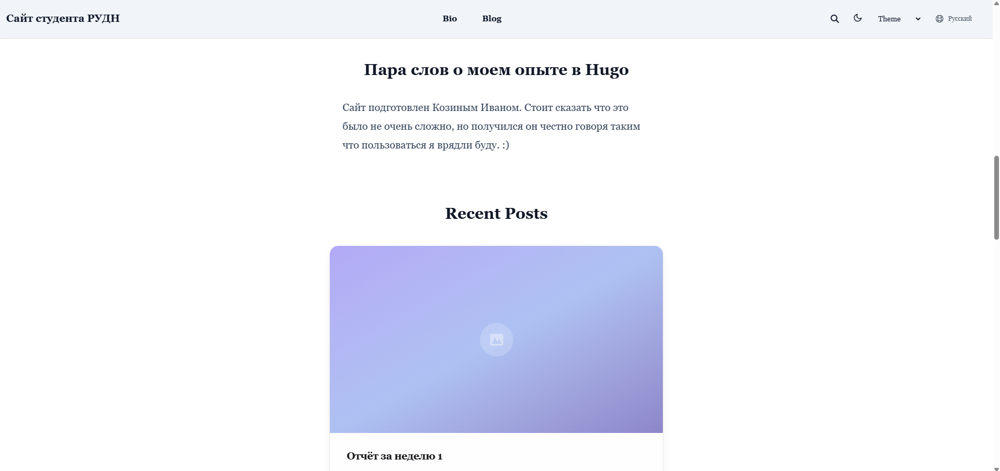 Сайт студента РУДН
Bio
Blog
Theme
Русский
Пара слов о моем опыте в Hugo
Сайт подготовлен Козиным Иваном. Стоит сказать что это
было не очень сложно, но получился он честно говоря таким
что пользоваться я врядли буду. :)
Recent Posts
Отчёт за неделю 1